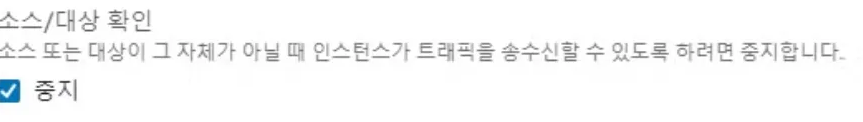 소스/대상 확인
소스 또는 대상이 그 자체가 아닐 때 인스턴스가 트래픽을 송수신할 수 있도록 하려면 중지합니다.
중지